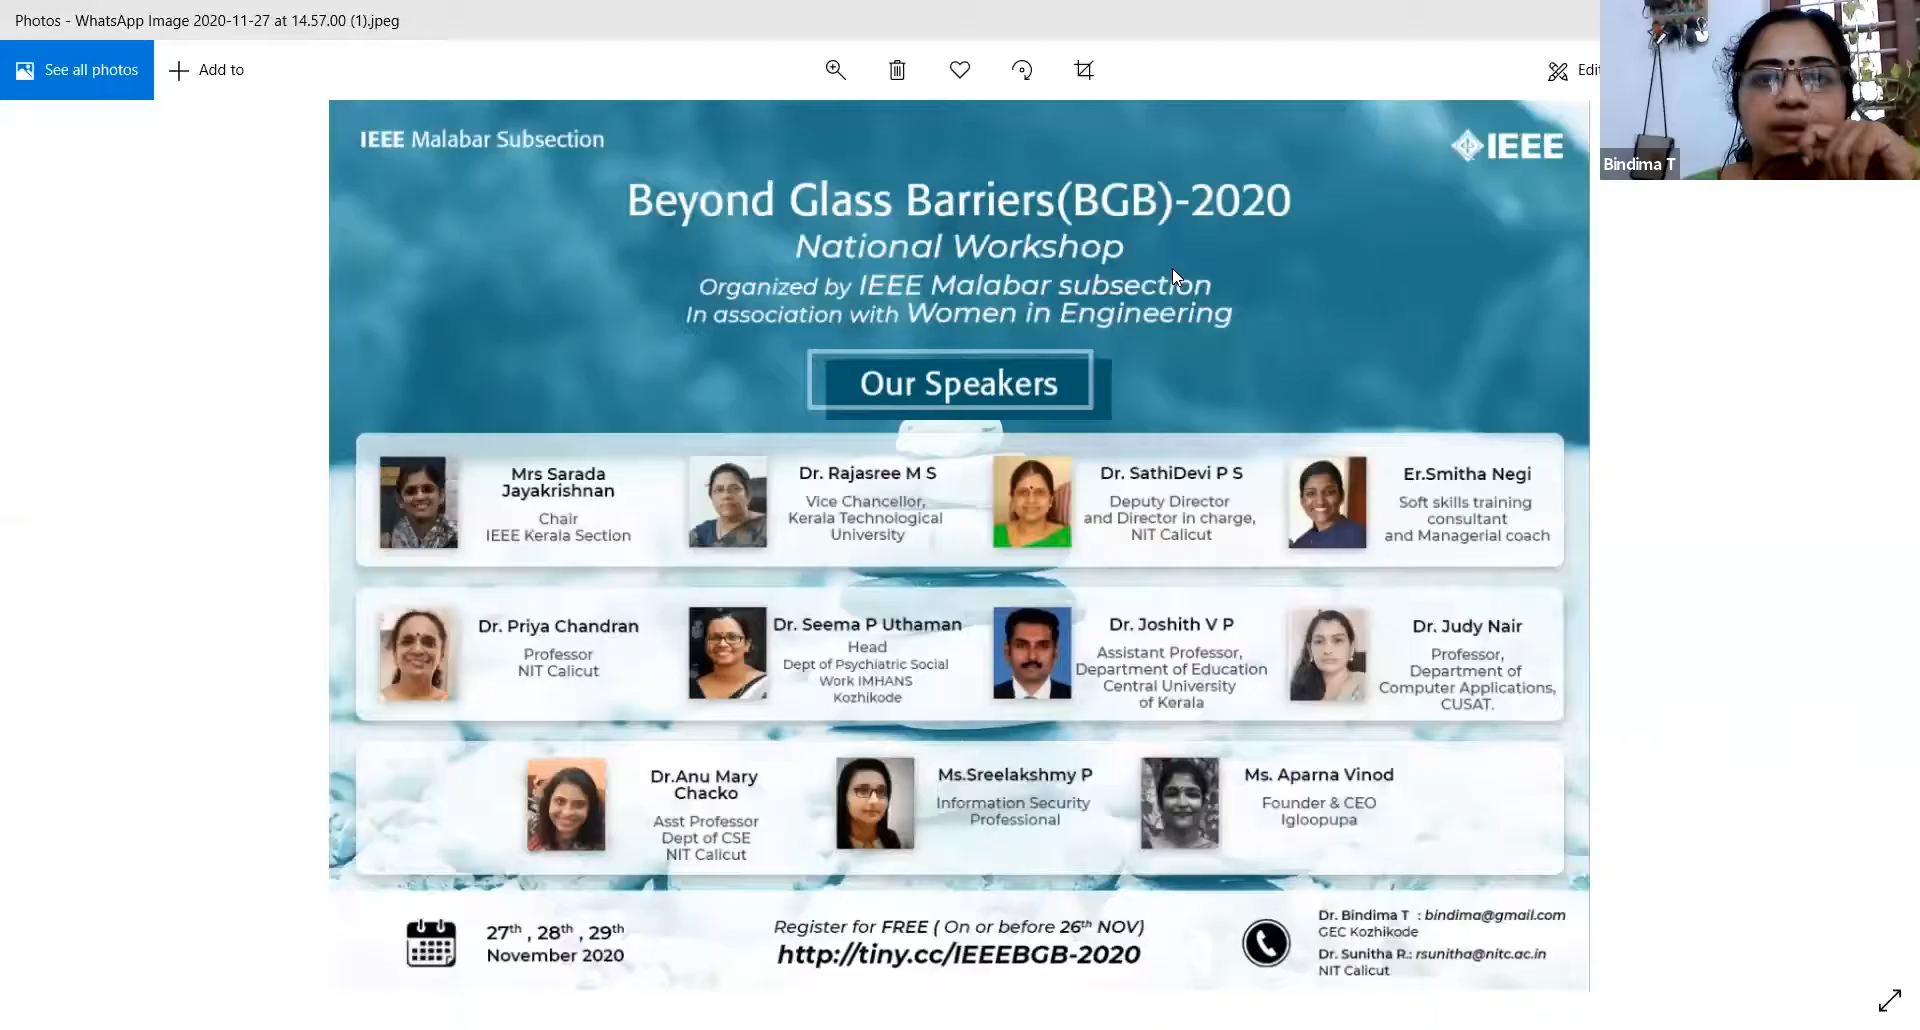 Photos - WhatsApp Image 2020-11-27 at 14.57.00 (1).jpeg
See all photos
Add to
Edit
Bindima T
IEEE Malabar Subsection
IEEE
Beyond Glass Barriers(BGB)-2020
National Workshop
Organized by IEEE Malabar subsection
In association with Women in Engineering
Our Speakers
Mrs Sarada
Jayakrishnan
Chair
IEEE Kerala Section
Dr. Rajasree M S
Vice Chancellor,
Kerala Technological
University
Dr. SathiDevi P S
Deputy Director
and Director in charge,
NIT Calicut
Er.Smitha Negi
Soft skills training
consultant
and Managerial coach
Dr. Priya Chandran
Professor
NIT Calicut
Dr. Seema P Uthaman
Head
Dept of Psychiatric Social
Work IMHANS
Kozhikode
Dr. Joshith V P
Assistant Professor,
Department of Education
Central University
of Kerala
Dr. Judy Nair
Professor,
Department of
Computer Applications,
CUSAT.
Dr.Anu Mary
Chacko
Asst Professor
Dept of CSE
NIT Calicut
Ms.Sreelakshmy P
Information Security
Professional
Ms. Aparna Vinod
Founder & CEO
Igloopupa
27th , 28th , 29th
November 2020
Register for FREE ( On or before 26th NOV)
http://tiny.cc/IEEEBGB-2020
Dr. Bindima T : bindima@gmail.com
GEC Kozhikode
Dr. Sunitha R.: rsunitha@nitc.ac.in
NIT Calicut